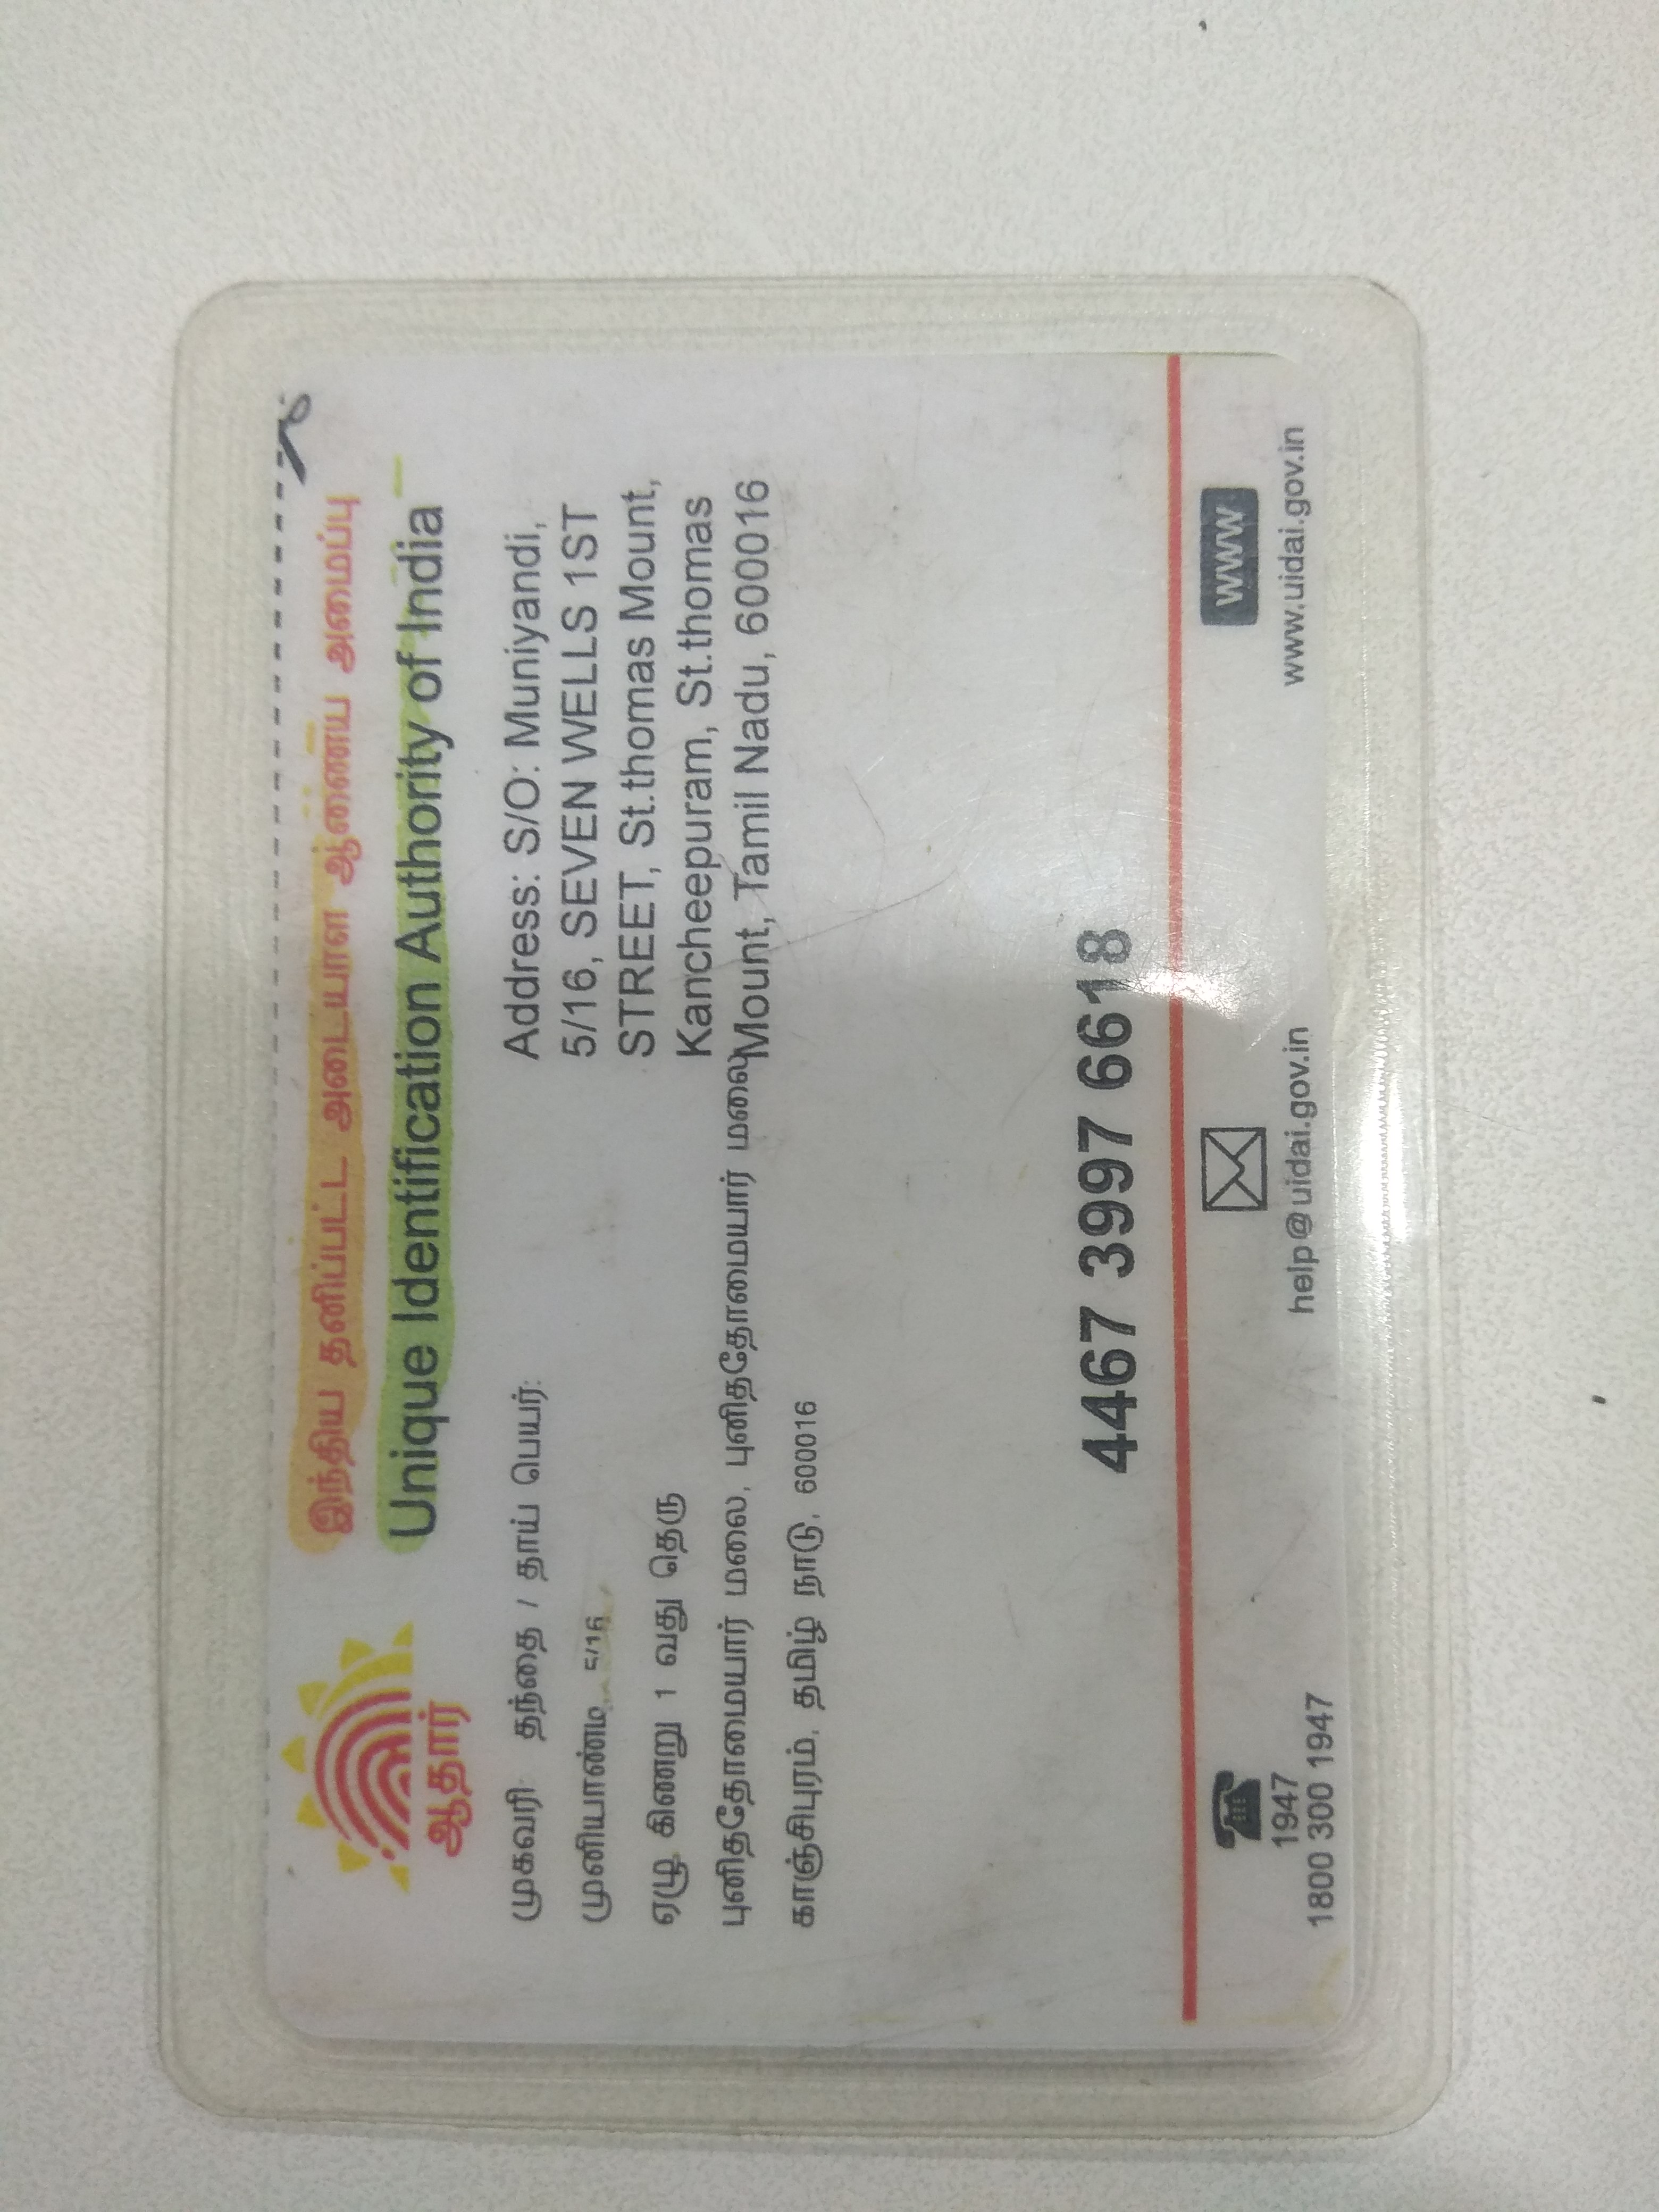 இந்திய தனிப்பட்ட அடையாள ஆணைய அமைப்பு
Unique Identification Authority of India
ஆதார்
முகவரி: தந்தை / தாய் பெயர்:
முனியாண்டி, 5/16
ஏழு கிணறு 1 வது தெரு
புனிததோமையார் மலை, புனிததோமையார் மலை,
காஞ்சிபுரம், தமிழ் நாடு, 600016
Address: S/O: Muniyandi,
5/16, SEVEN WELLS 1ST
STREET, St.thomas Mount,
Kancheepuram, St.thomas
Mount, Tamil Nadu, 600016
4467 3997 6618
1947
1800 300 1947
help@uidai.gov.in
WWW
www.uidai.gov.in